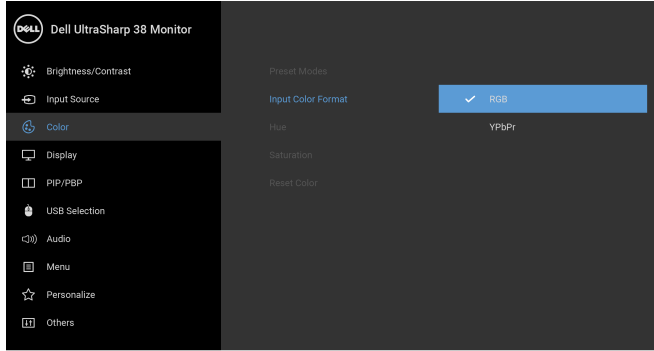 DELL Dell UltraSharp 38 Monitor
Brightness/Contrast
Input Source
Color
Display
PIP/PBP
USB Selection
Audio
Menu
Personalize
Others
Preset Modes
Input Color Format
Hue
Saturation
Reset Color
RGB
YPbPr